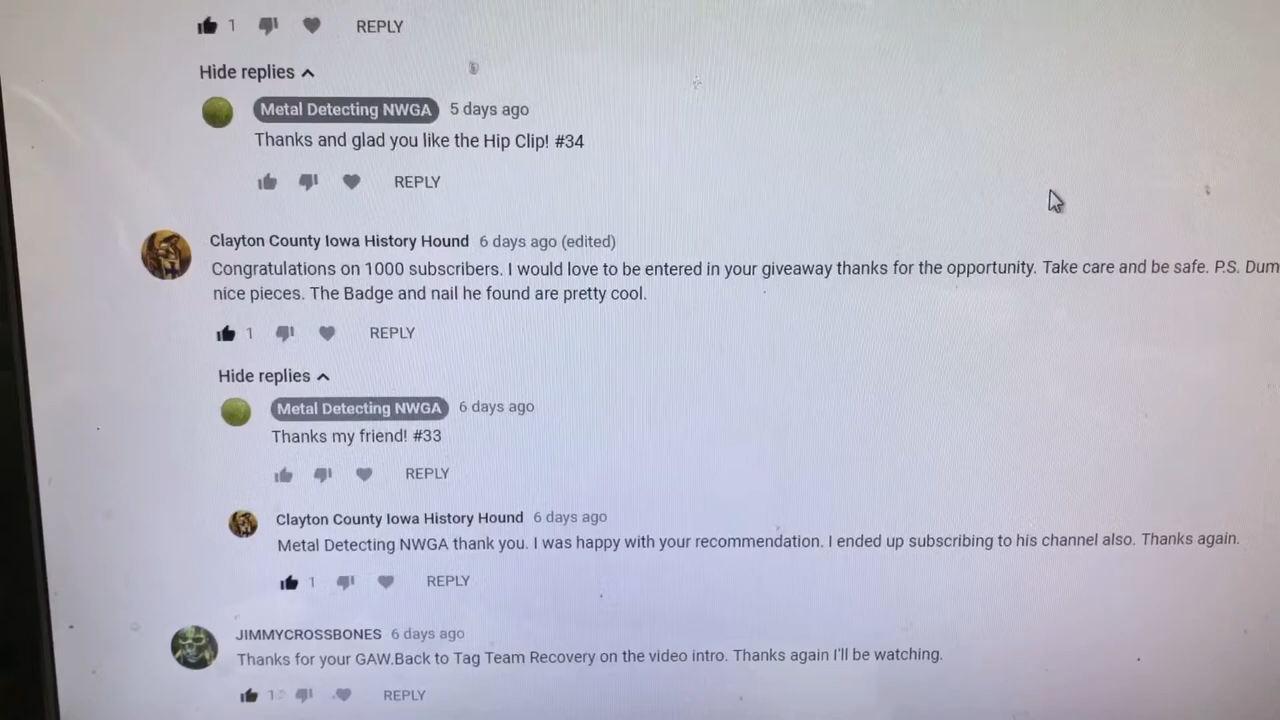 1 REPLY
Hide replies
Metal Detecting NWGA 5 days ago
Thanks and glad you like the Hip Clip! #34
REPLY
Clayton County Iowa History Hound 6 days ago (edited)
Congratulations on 1000 subscribers. I would love to be entered in your giveaway thanks for the opportunity. Take care and be safe. P.S. Dum
nice pieces. The Badge and nail he found are pretty cool.
1 REPLY
Hide replies
Metal Detecting NWGA 6 days ago
Thanks my friend! #33
REPLY
Clayton County Iowa History Hound 6 days ago
Metal Detecting NWGA thank you. I was happy with your recommendation. I ended up subscribing to his channel also. Thanks again.
1 REPLY
JIMMYCROSSBONES 6 days ago
Thanks for your GAW.Back to Tag Team Recovery on the video intro. Thanks again I'll be watching.
1 REPLY